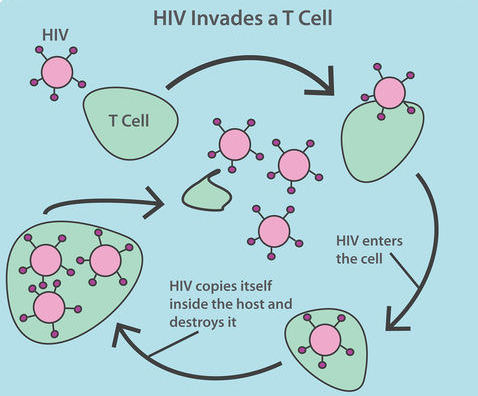 HIV Invades a T Cell
HIV
T Cell
HIV enters
the cell
HIV copies itself
inside the host and
destroys it